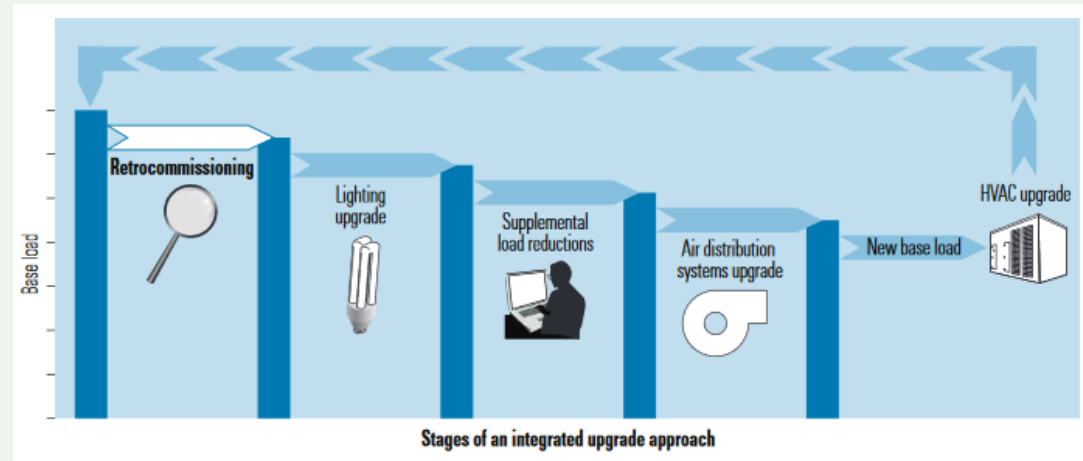 Retrocommissioning
Lighting
upgrade
Supplemental
load reductions
Air distribution
systems upgrade
New base load
HVAC upgrade
Base load
Stages of an integrated upgrade approach